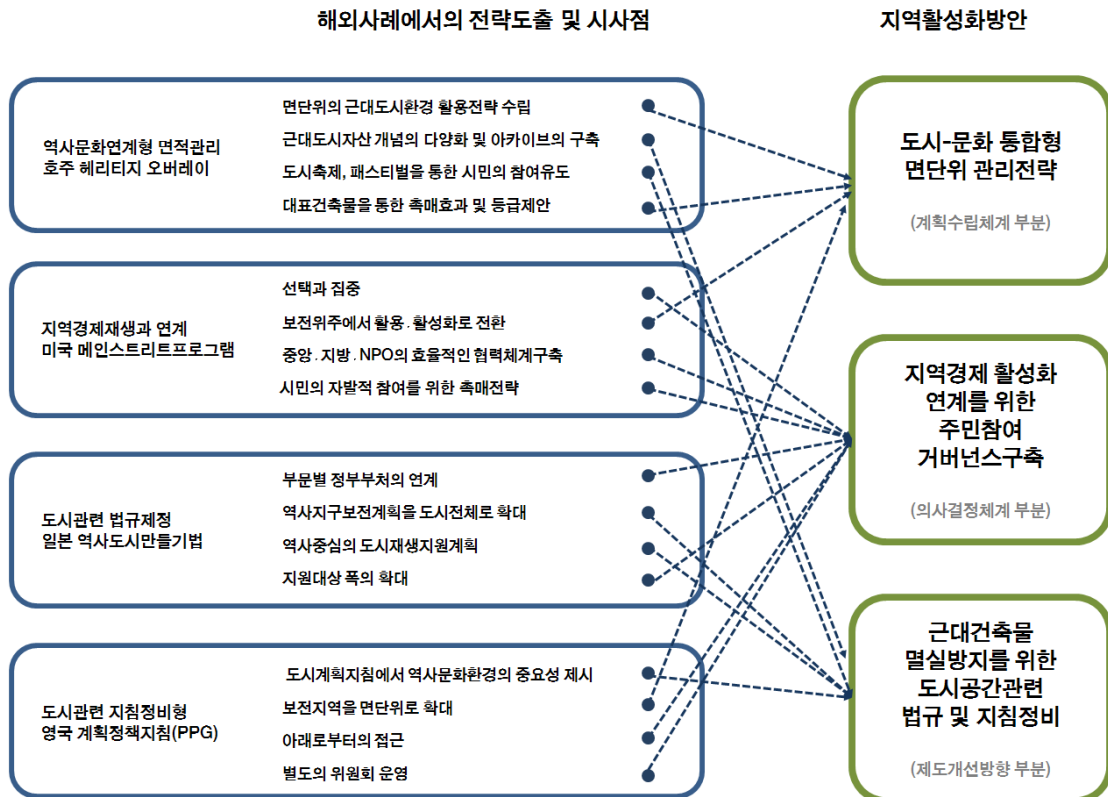 해외사례에서의 전략도출 및 시사점
지역활성화방안
역사문화연계형 면적관리
호주 헤리티지 오버레이
면단위의 근대도시환경 활용전략 수립
근대도시자산 개념의 다양화 및 아카이브의 구축
도시축제, 패스티벌을 통한 시민의 참여유도
대표건축물을 통한 촉매효과 및 등급제안
지역경제재생과 연계
미국 메인스트리트프로그램
선택과 집중
보전위주에서 활용.활성화로 전환
중앙.지방.NPO의 효율적인 협력체계구축
시민의 자발적 참여를 위한 촉매전략
도시관련 법규제정
일본 역사도시만들기법
부문별 정부부처의 연계
역사지구보전계획을 도시전체로 확대
역사중심의 도시재생지원계획
지원대상 폭의 확대
도시관련 지침정비형
영국 계획정책지침(PPG)
도시계획지침에서 역사문화환경의 중요성 제시
보전지역을 면단위로 확대
아래로부터의 접근
별도의 위원회 운영
도시-문화 통합형
면단위 관리전략
(계획수립체계 부분)
지역경제 활성화
연계를 위한
주민참여
거버넌스구축
(의사결정체계 부분)
근대건축물
멸실방지를 위한
도시공간관련
법규 및 지침정비
(제도개선방향 부분)